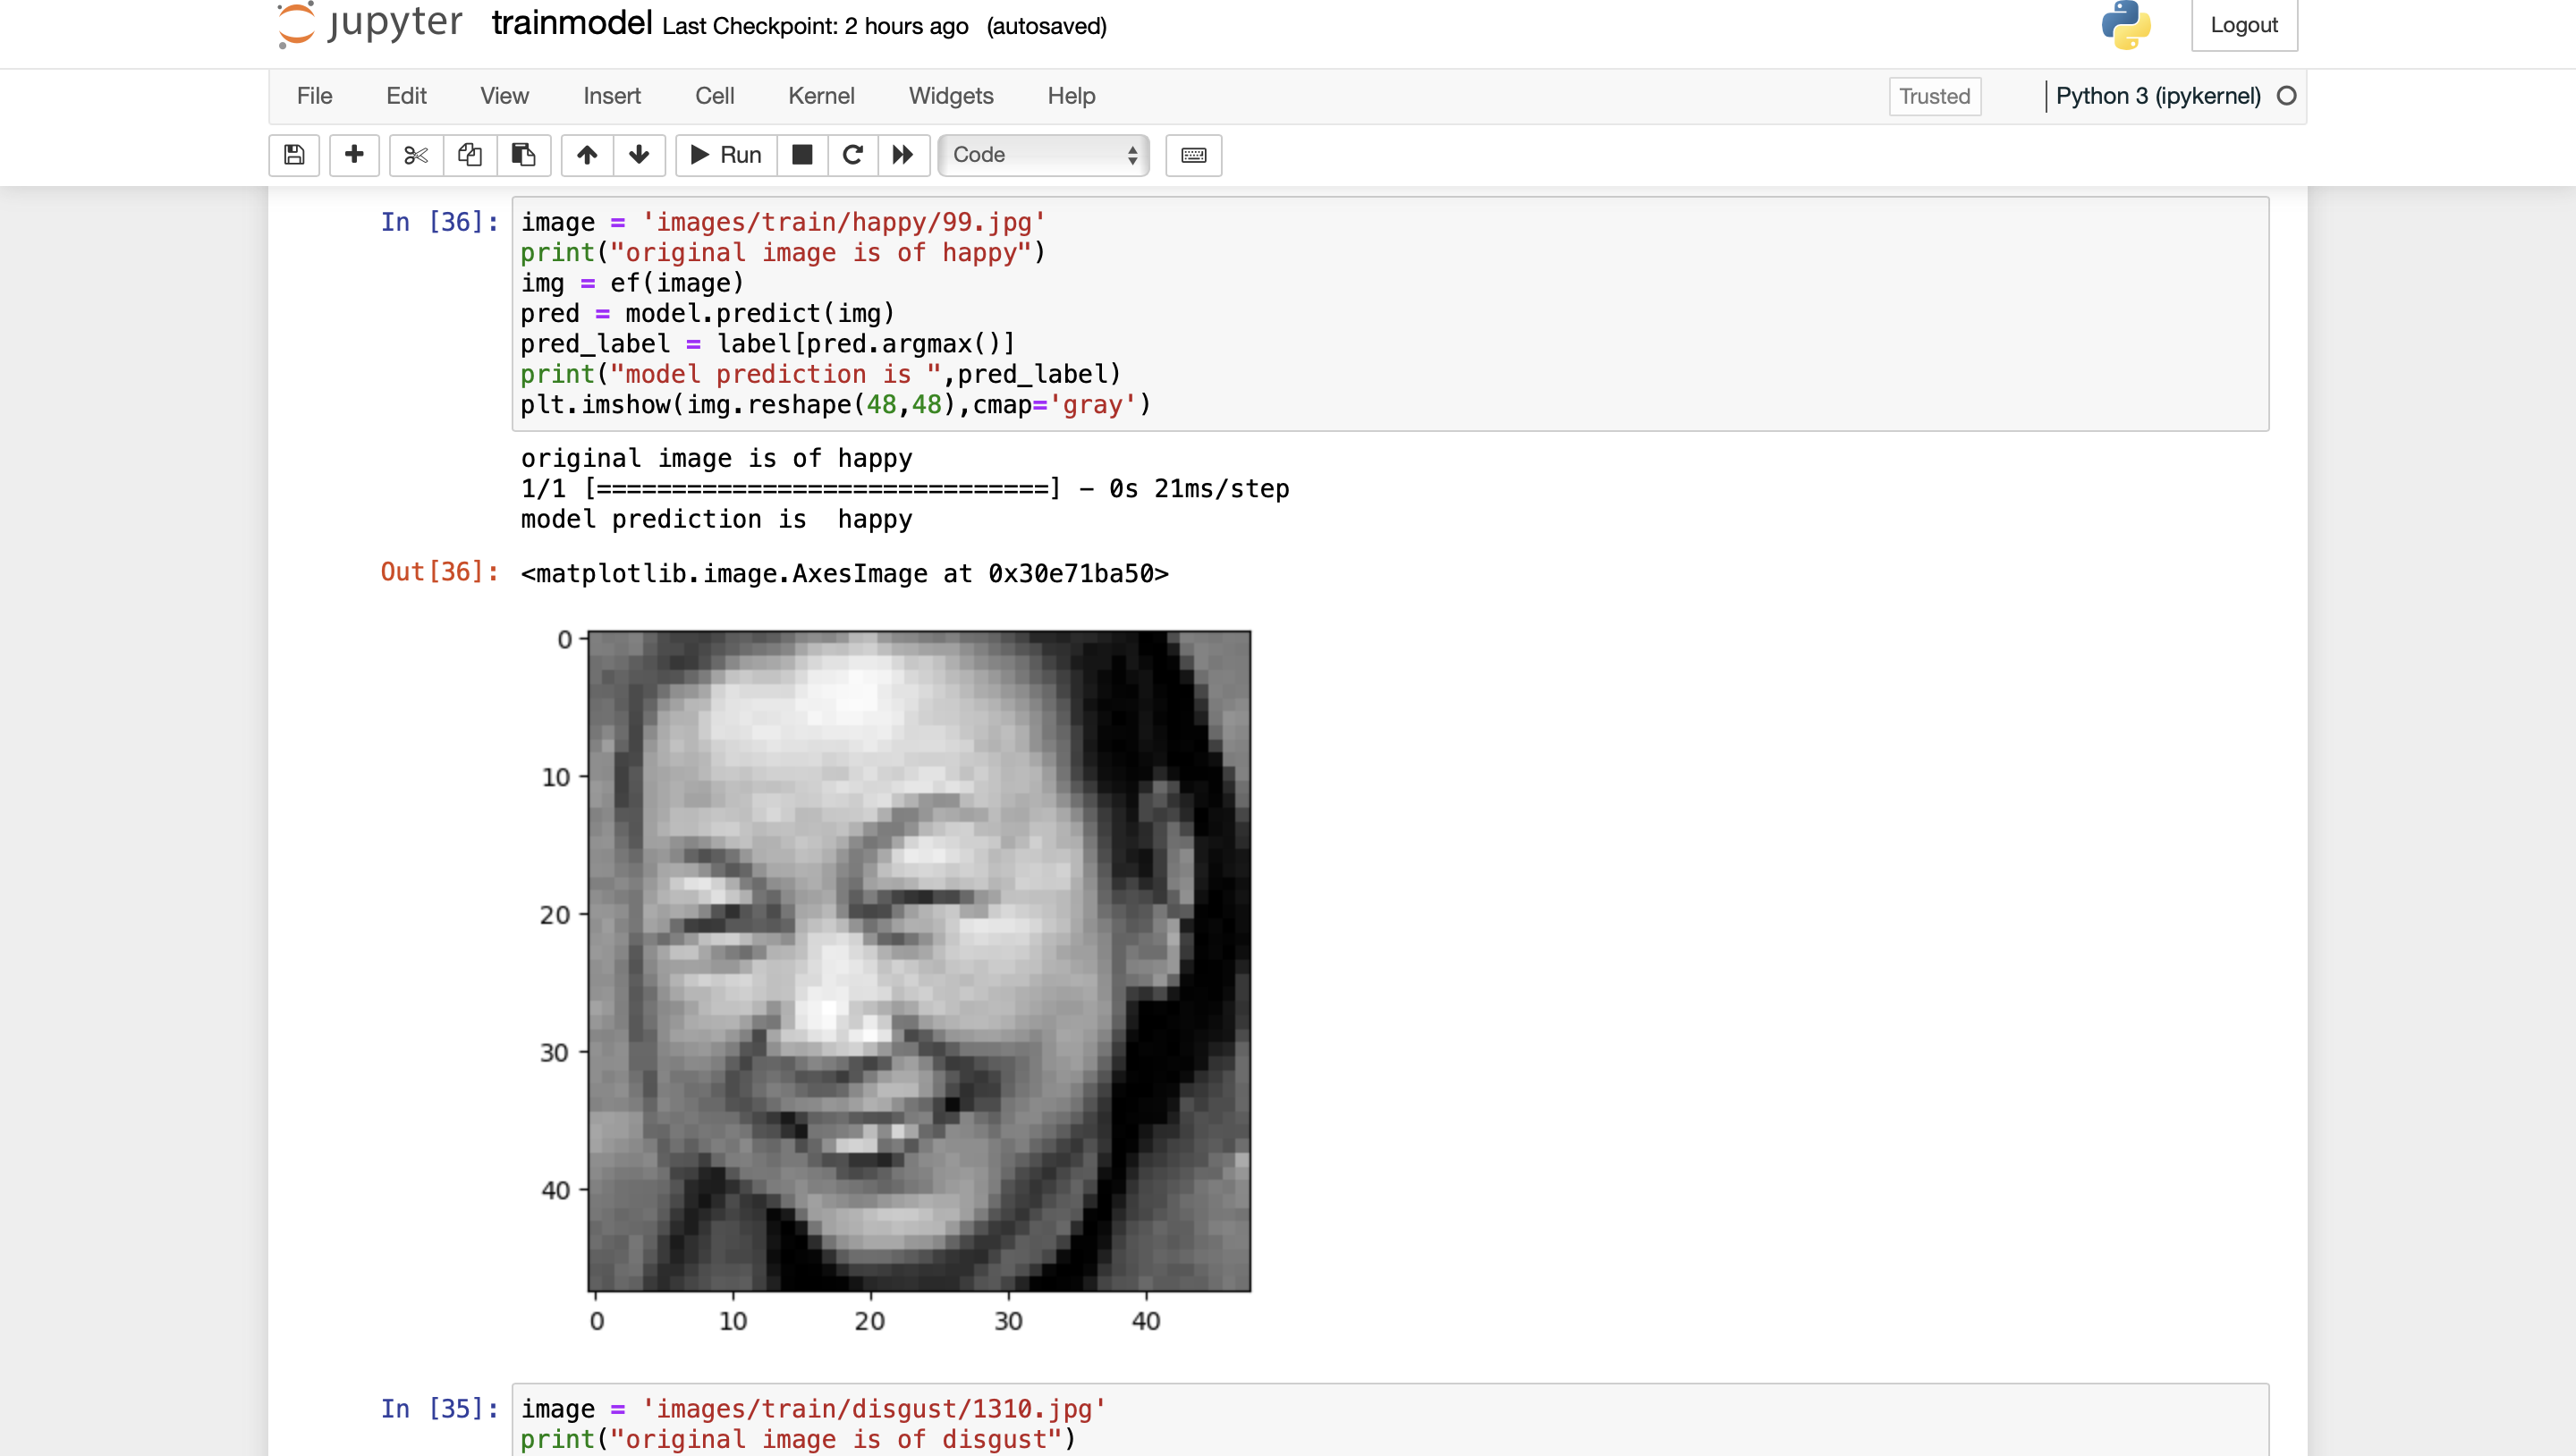 jupyter trainmodel Last Checkpoint: 2 hours ago (autosaved) Logout
File Edit View Insert Cell Kernel Widgets Help Trusted Python 3 (ipykernel)
Run Code
In [36]: image = 'images/train/happy/99.jpg'
print("original image is of happy")
img = ef(image)
pred = model.predict(img)
pred_label = label[pred.argmax()]
print("model prediction is ",pred_label)
plt.imshow(img.reshape(48,48),cmap='gray')
original image is of happy
1/1 [==============================] - 0s 21ms/step
model prediction is  happy
Out[36]: <matplotlib.image.AxesImage at 0x30e71ba50>
0
10
20
30
40
0 10 20 30 40
In [35]: image = 'images/train/disgust/1310.jpg'
print("original image is of disgust")